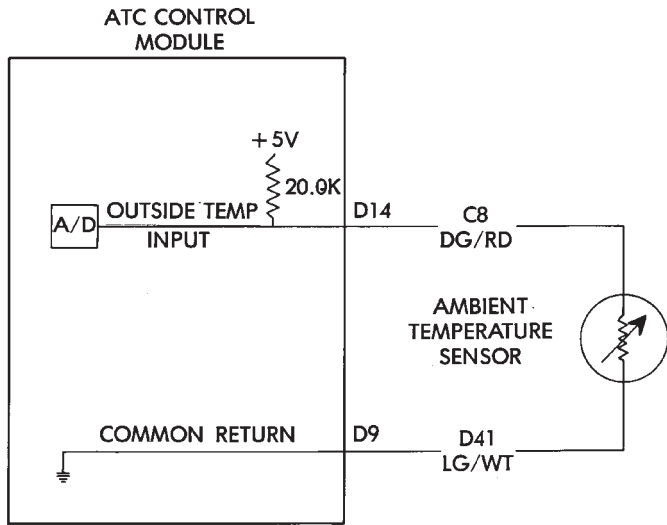 ATC CONTROL
MODULE
+5V
20.0K
A/D
OUTSIDE TEMP
INPUT
D14
C8
DG/RD
AMBIENT
TEMPERATURE
SENSOR
COMMON RETURN
D9
D41
LG/WT